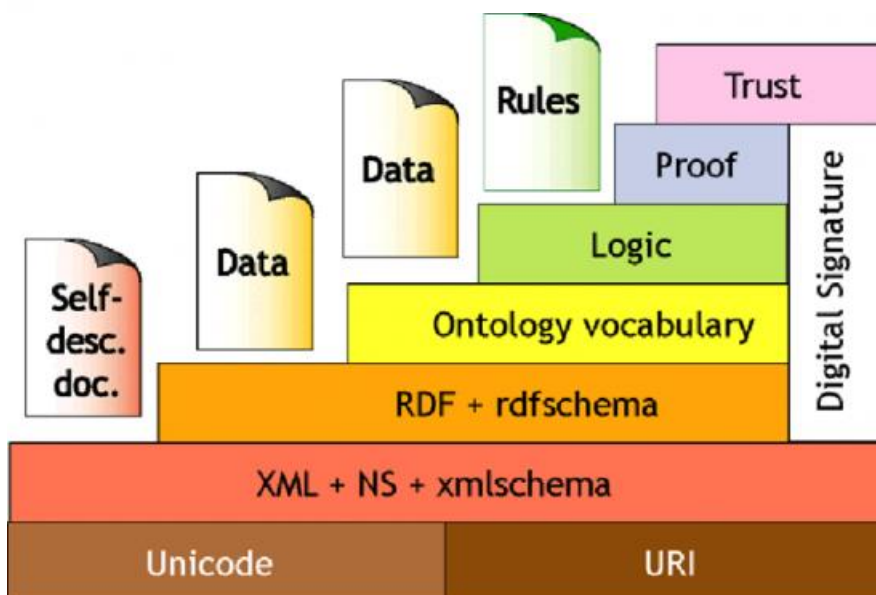 Rules
Trust
Data
Proof
Data
Logic
Self-
desc.
doc.
Ontology vocabulary
Digital Signature
RDF + rdfschema
XML + NS + xmlschema
Unicode
URI